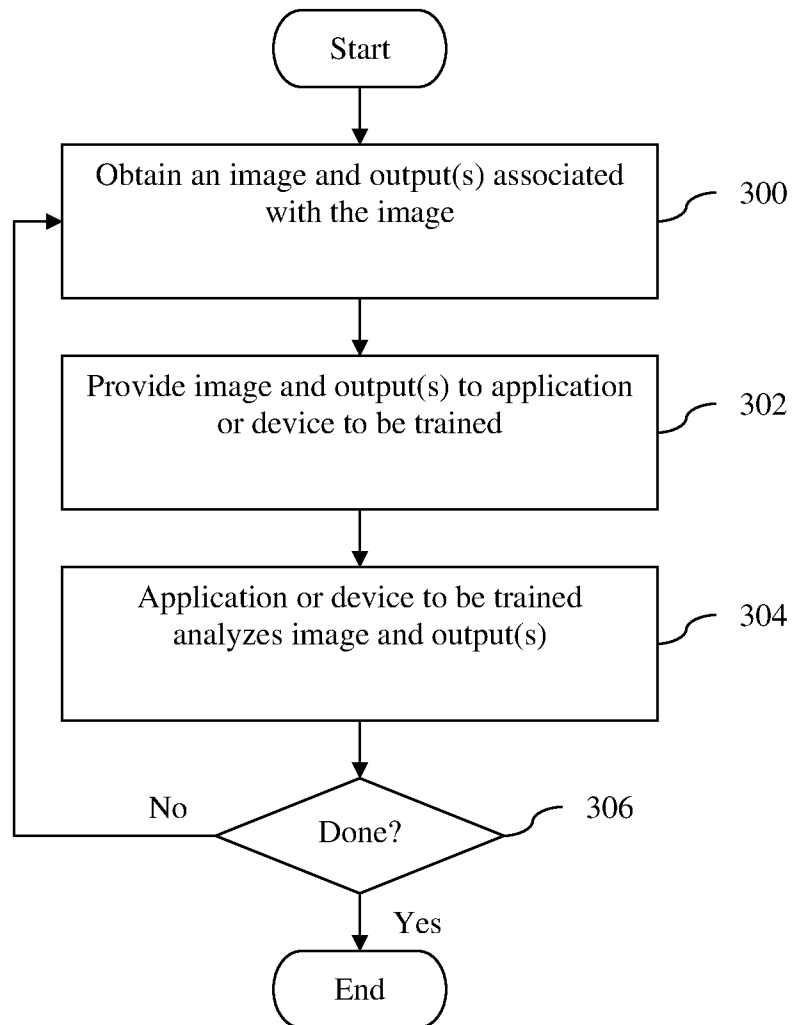 Start
Obtain an image and output(s) associated
with the image
300
Provide image and output(s) to application
or device to be trained
302
Application or device to be trained
analyzes image and output(s)
304
No
Done?
306
Yes
End